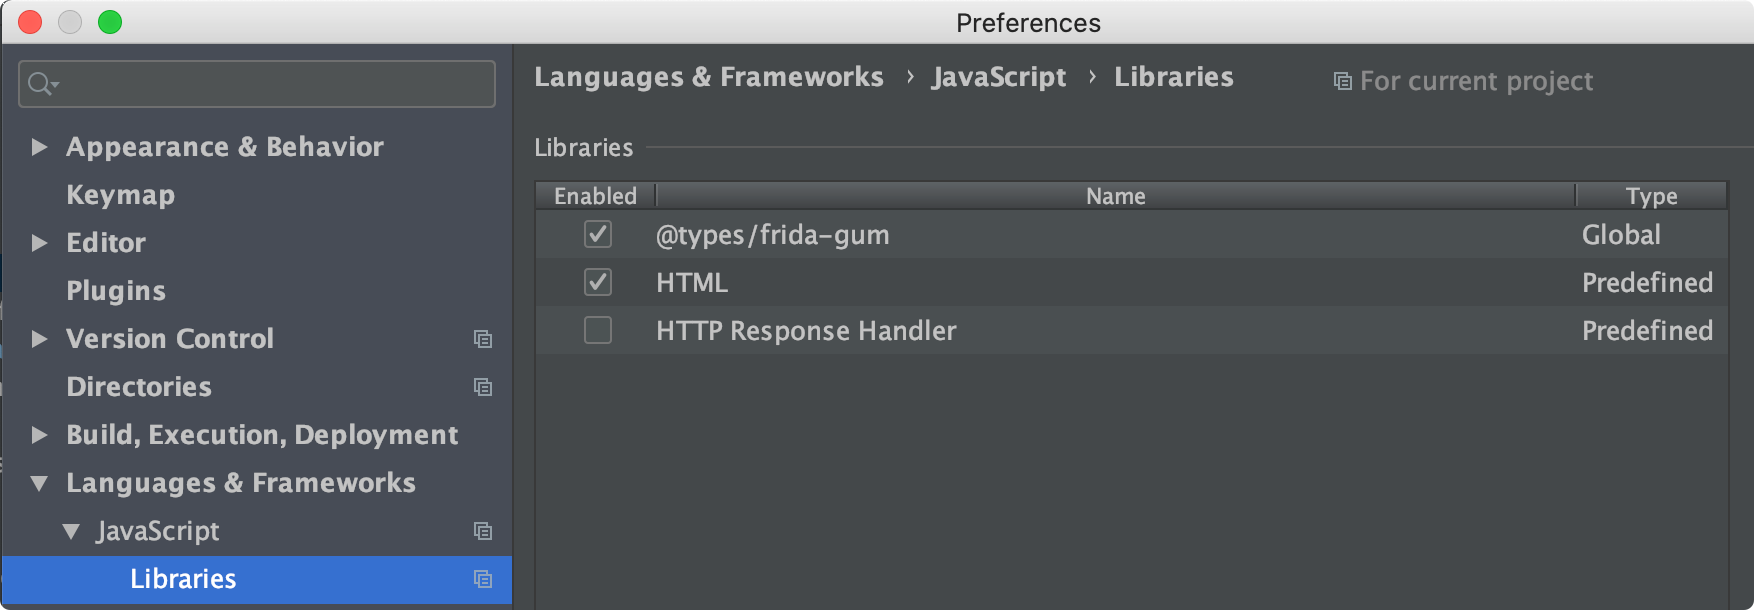 Preferences
Languages & Frameworks › JavaScript › Libraries For current project
Appearance & Behavior
Keymap
Editor
Plugins
Version Control
Directories
Build, Execution, Deployment
Languages & Frameworks
JavaScript
Libraries
Libraries
Enabled Name Type
@types/frida-gum Global
HTML Predefined
HTTP Response Handler Predefined